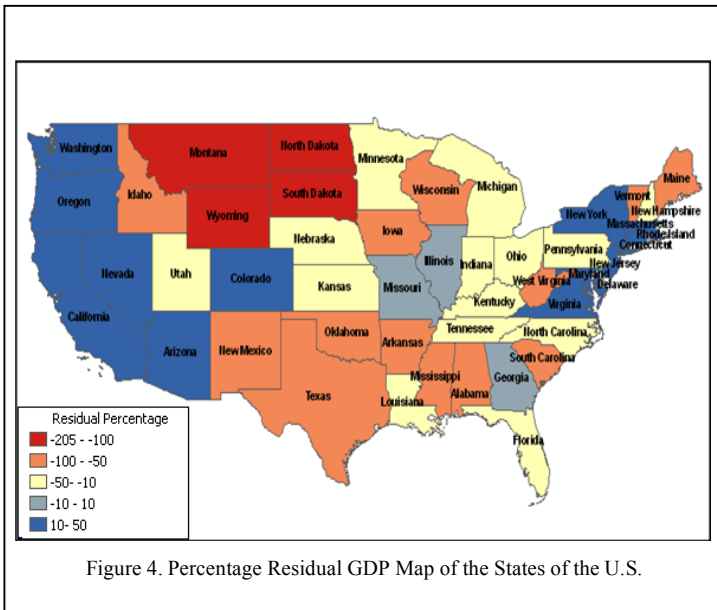 Washington
Montana
North Dakota
Minnesota
Maine
Vermont
New Hampshire
Massachusetts
Rhode Island
Connecticut
New York
Michigan
Wisconsin
South Dakota
Idaho
Oregon
Wyoming
Nebraska
Iowa
Illinois
Indiana
Ohio
Pennsylvania
New Jersey
Maryland
Delaware
West Virginia
Virginia
Nevada
Utah
Colorado
Kansas
Missouri
Kentucky
California
Arizona
New Mexico
Oklahoma
Arkansas
Tennessee
North Carolina
South Carolina
Texas
Louisiana
Mississippi
Alabama
Georgia
Florida
Residual Percentage
-205 - -100
-100 - -50
-50- -10
-10 - 10
10- 50
Figure 4. Percentage Residual GDP Map of the States of the U.S.